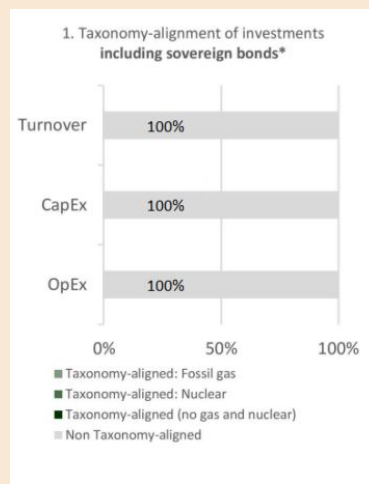 1. Taxonomy-alignment of investments
including sovereign bonds*
Turnover 100%
CapEx 100%
OpEx 100%
0% 50% 100%
Taxonomy-aligned: Fossil gas
Taxonomy-aligned: Nuclear
Taxonomy-aligned (no gas and nuclear)
Non Taxonomy-aligned